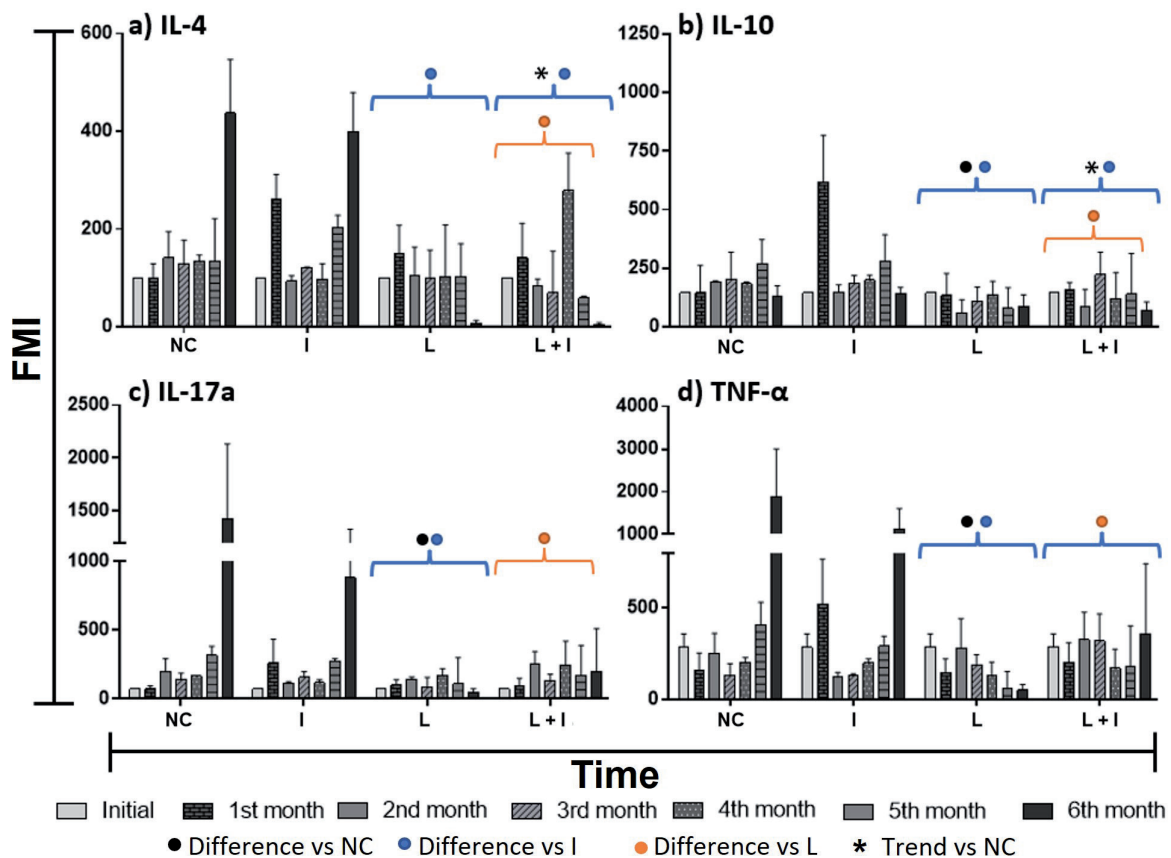 a) IL-4
600
400
200
0
NC I L L + I
*
b) IL-10
1250
1000
750
500
250
0
NC I L L + I
*
FMI
c) IL-17a
2500
2000
1500
1000
1000
500
0
NC I L L + I
d) TNF-α
4000
3000
2000
1000
500
0
NC I L L + I
Time
Initial 1st month 2nd month 3rd month 4th month 5th month 6th month
Difference vs NC Difference vs I Difference vs L * Trend vs NC